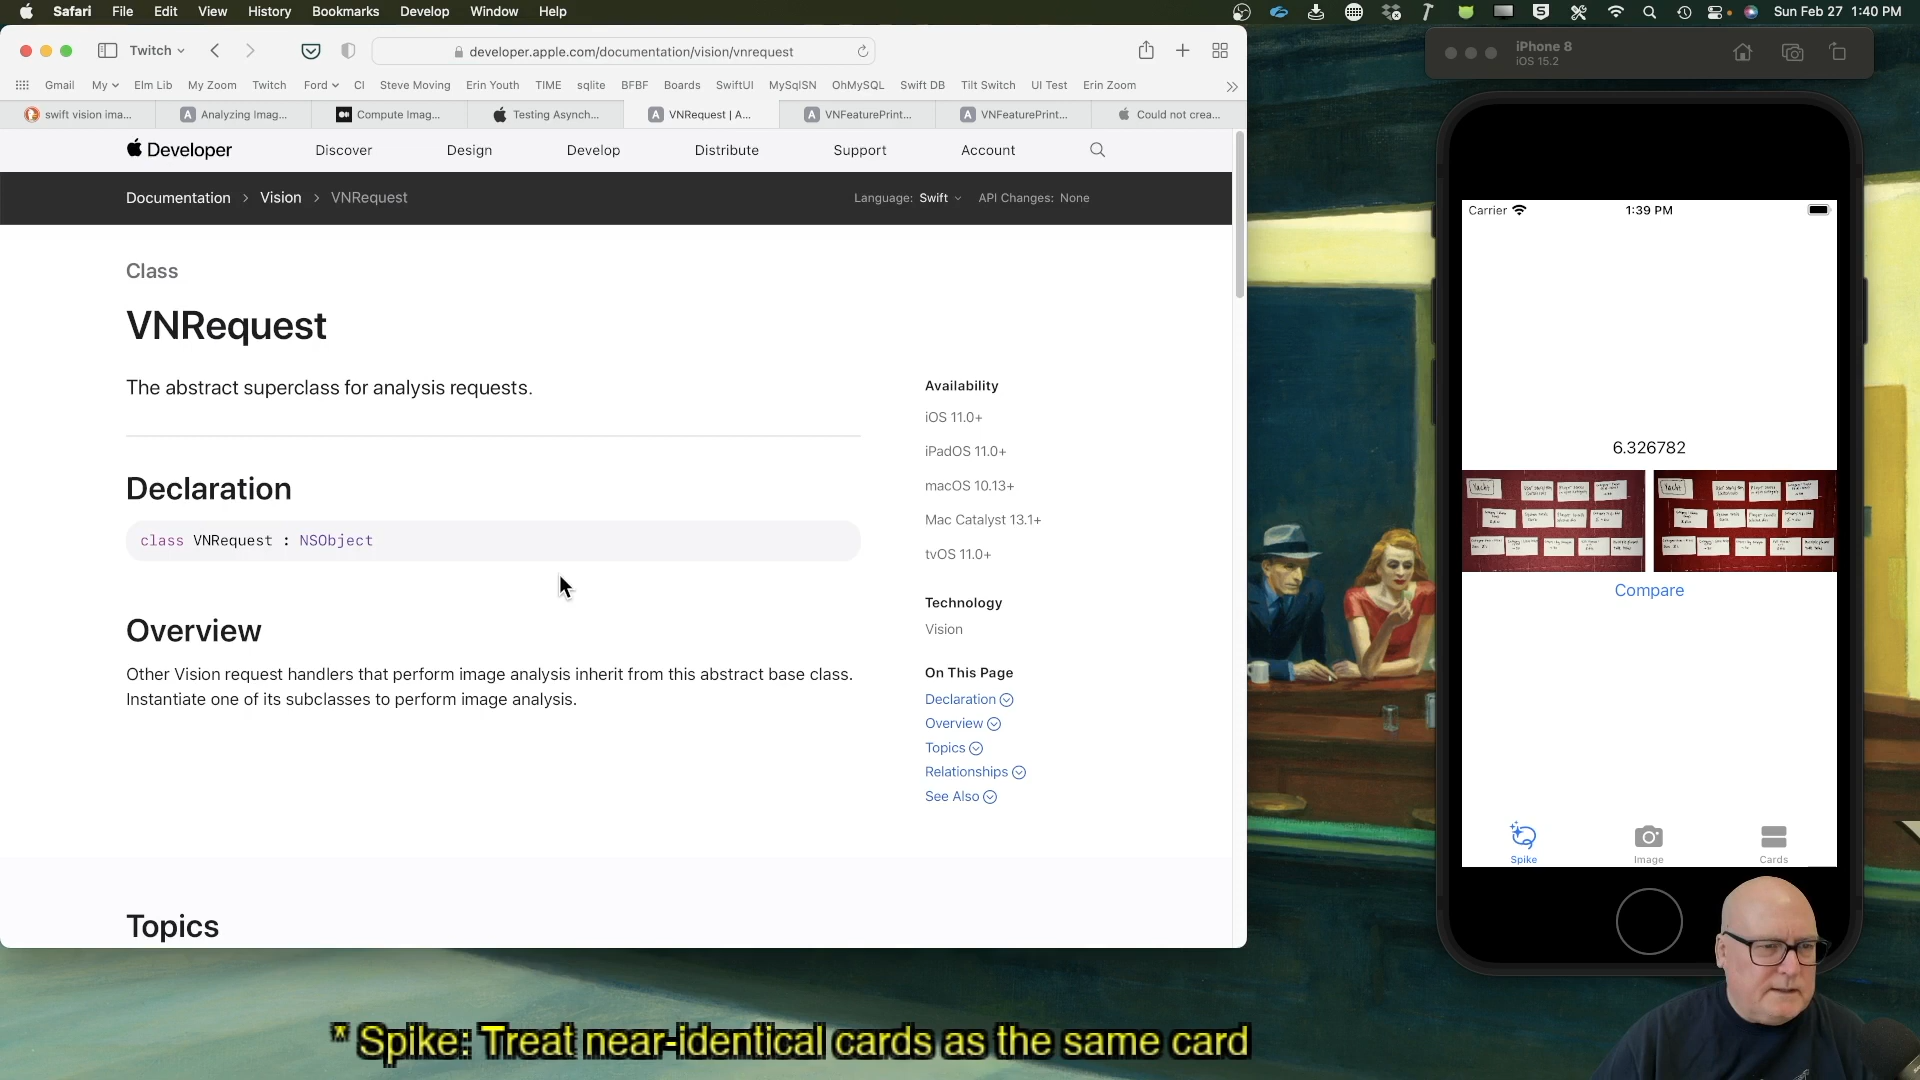 Safari File Edit View History Bookmarks Develop Window Help
Sun Feb 27 1:40 PM
Twitch
developer.apple.com/documentation/vision/vnrequest
Gmail My Elm Lib My Zoom Twitch Ford CI Steve Moving Erin Youth TIME sqlite BFBF Boards SwiftUI MySqlSN OhMySQL Swift DB Tilt Switch UI Test Erin Zoom
swift vision ima... Analyzing Imag... Compute Imag... Testing Asynch... VNRequest | A... VNFeaturePrint... VNFeaturePrint... Could not crea...
Developer Discover Design Develop Distribute Support Account
Documentation > Vision > VNRequest
Language: Swift API Changes: None
Class
VNRequest
The abstract superclass for analysis requests.
Declaration
class VNRequest : NSObject
Overview
Other Vision request handlers that perform image analysis inherit from this abstract base class.
Instantiate one of its subclasses to perform image analysis.
Topics
Availability
iOS 11.0+
iPadOS 11.0+
macOS 10.13+
Mac Catalyst 13.1+
tvOS 11.0+
Technology
Vision
On This Page
Declaration
Overview
Topics
Relationships
See Also
iPhone 8
iOS 15.2
Carrier 1:39 PM
6.326782
Yacht
Yacht
Compare
Spike Image Cards
* Spike: Treat near-identical cards as the same card